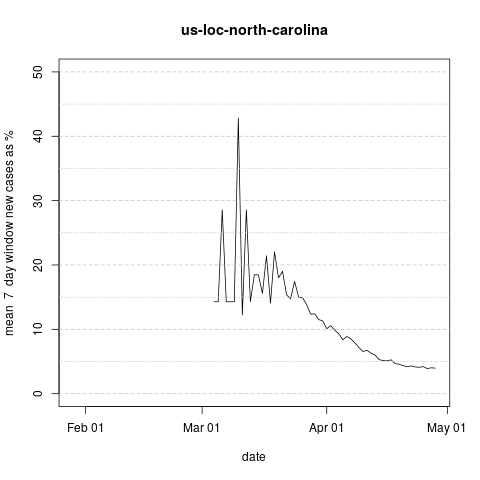 us-loc-north-carolina
mean 7 day window new cases as %
50
40
30
20
10
0
Feb 01
Mar 01
Apr 01
May 01
date